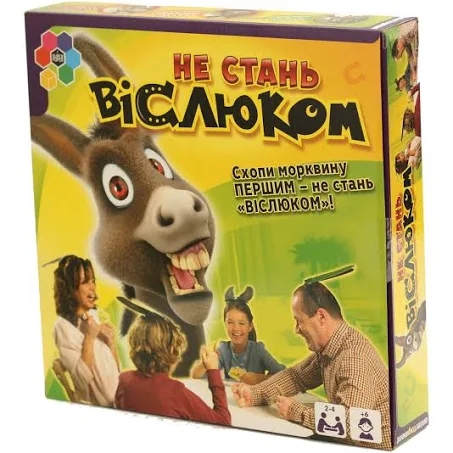 НЕ СТАНЬ
ВіСЛЮКОМ
Схопи морквину
ПЕРШИМ – не стань
«ВІСЛЮКОМ»!
2-4
+6
НЕ СТАНЬ
ВіСЛЮКОМ